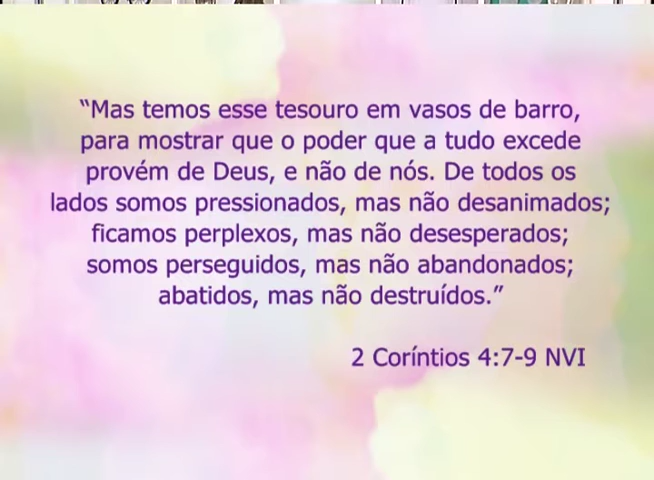 “Mas temos esse tesouro em vasos de barro,
para mostrar que o poder que a tudo excede
provém de Deus, e não de nós. De todos os
lados somos pressionados, mas não desanimados;
ficamos perplexos, mas não desesperados;
somos perseguidos, mas não abandonados;
abatidos, mas não destruídos.”
2 Coríntios 4:7-9 NVI